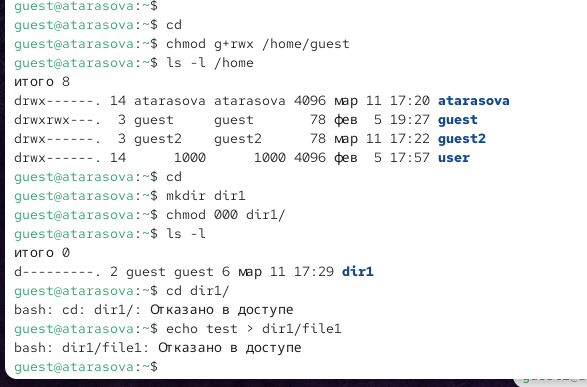 guest@atarasova:~$
guest@atarasova:~$ cd
guest@atarasova:~$ chmod g+rwx /home/guest
guest@atarasova:~$ ls -l /home
итого 8
drwx------. 14 atarasova atarasova 4096 мар 11 17:20 atarasova
drwxrwx---.  3 guest     guest       78 фев  5 19:27 guest
drwx------.  3 guest2    guest2      78 мар 11 17:22 guest2
drwx------. 14      1000      1000 4096 фев  5 17:57 user
guest@atarasova:~$ cd
guest@atarasova:~$ mkdir dir1
guest@atarasova:~$ chmod 000 dir1/
guest@atarasova:~$ ls -l
итого 0
d---------. 2 guest guest 6 мар 11 17:29 dir1
guest@atarasova:~$ cd dir1/
bash: cd: dir1/: Отказано в доступе
guest@atarasova:~$ echo test > dir1/file1
bash: dir1/file1: Отказано в доступе
guest@atarasova:~$